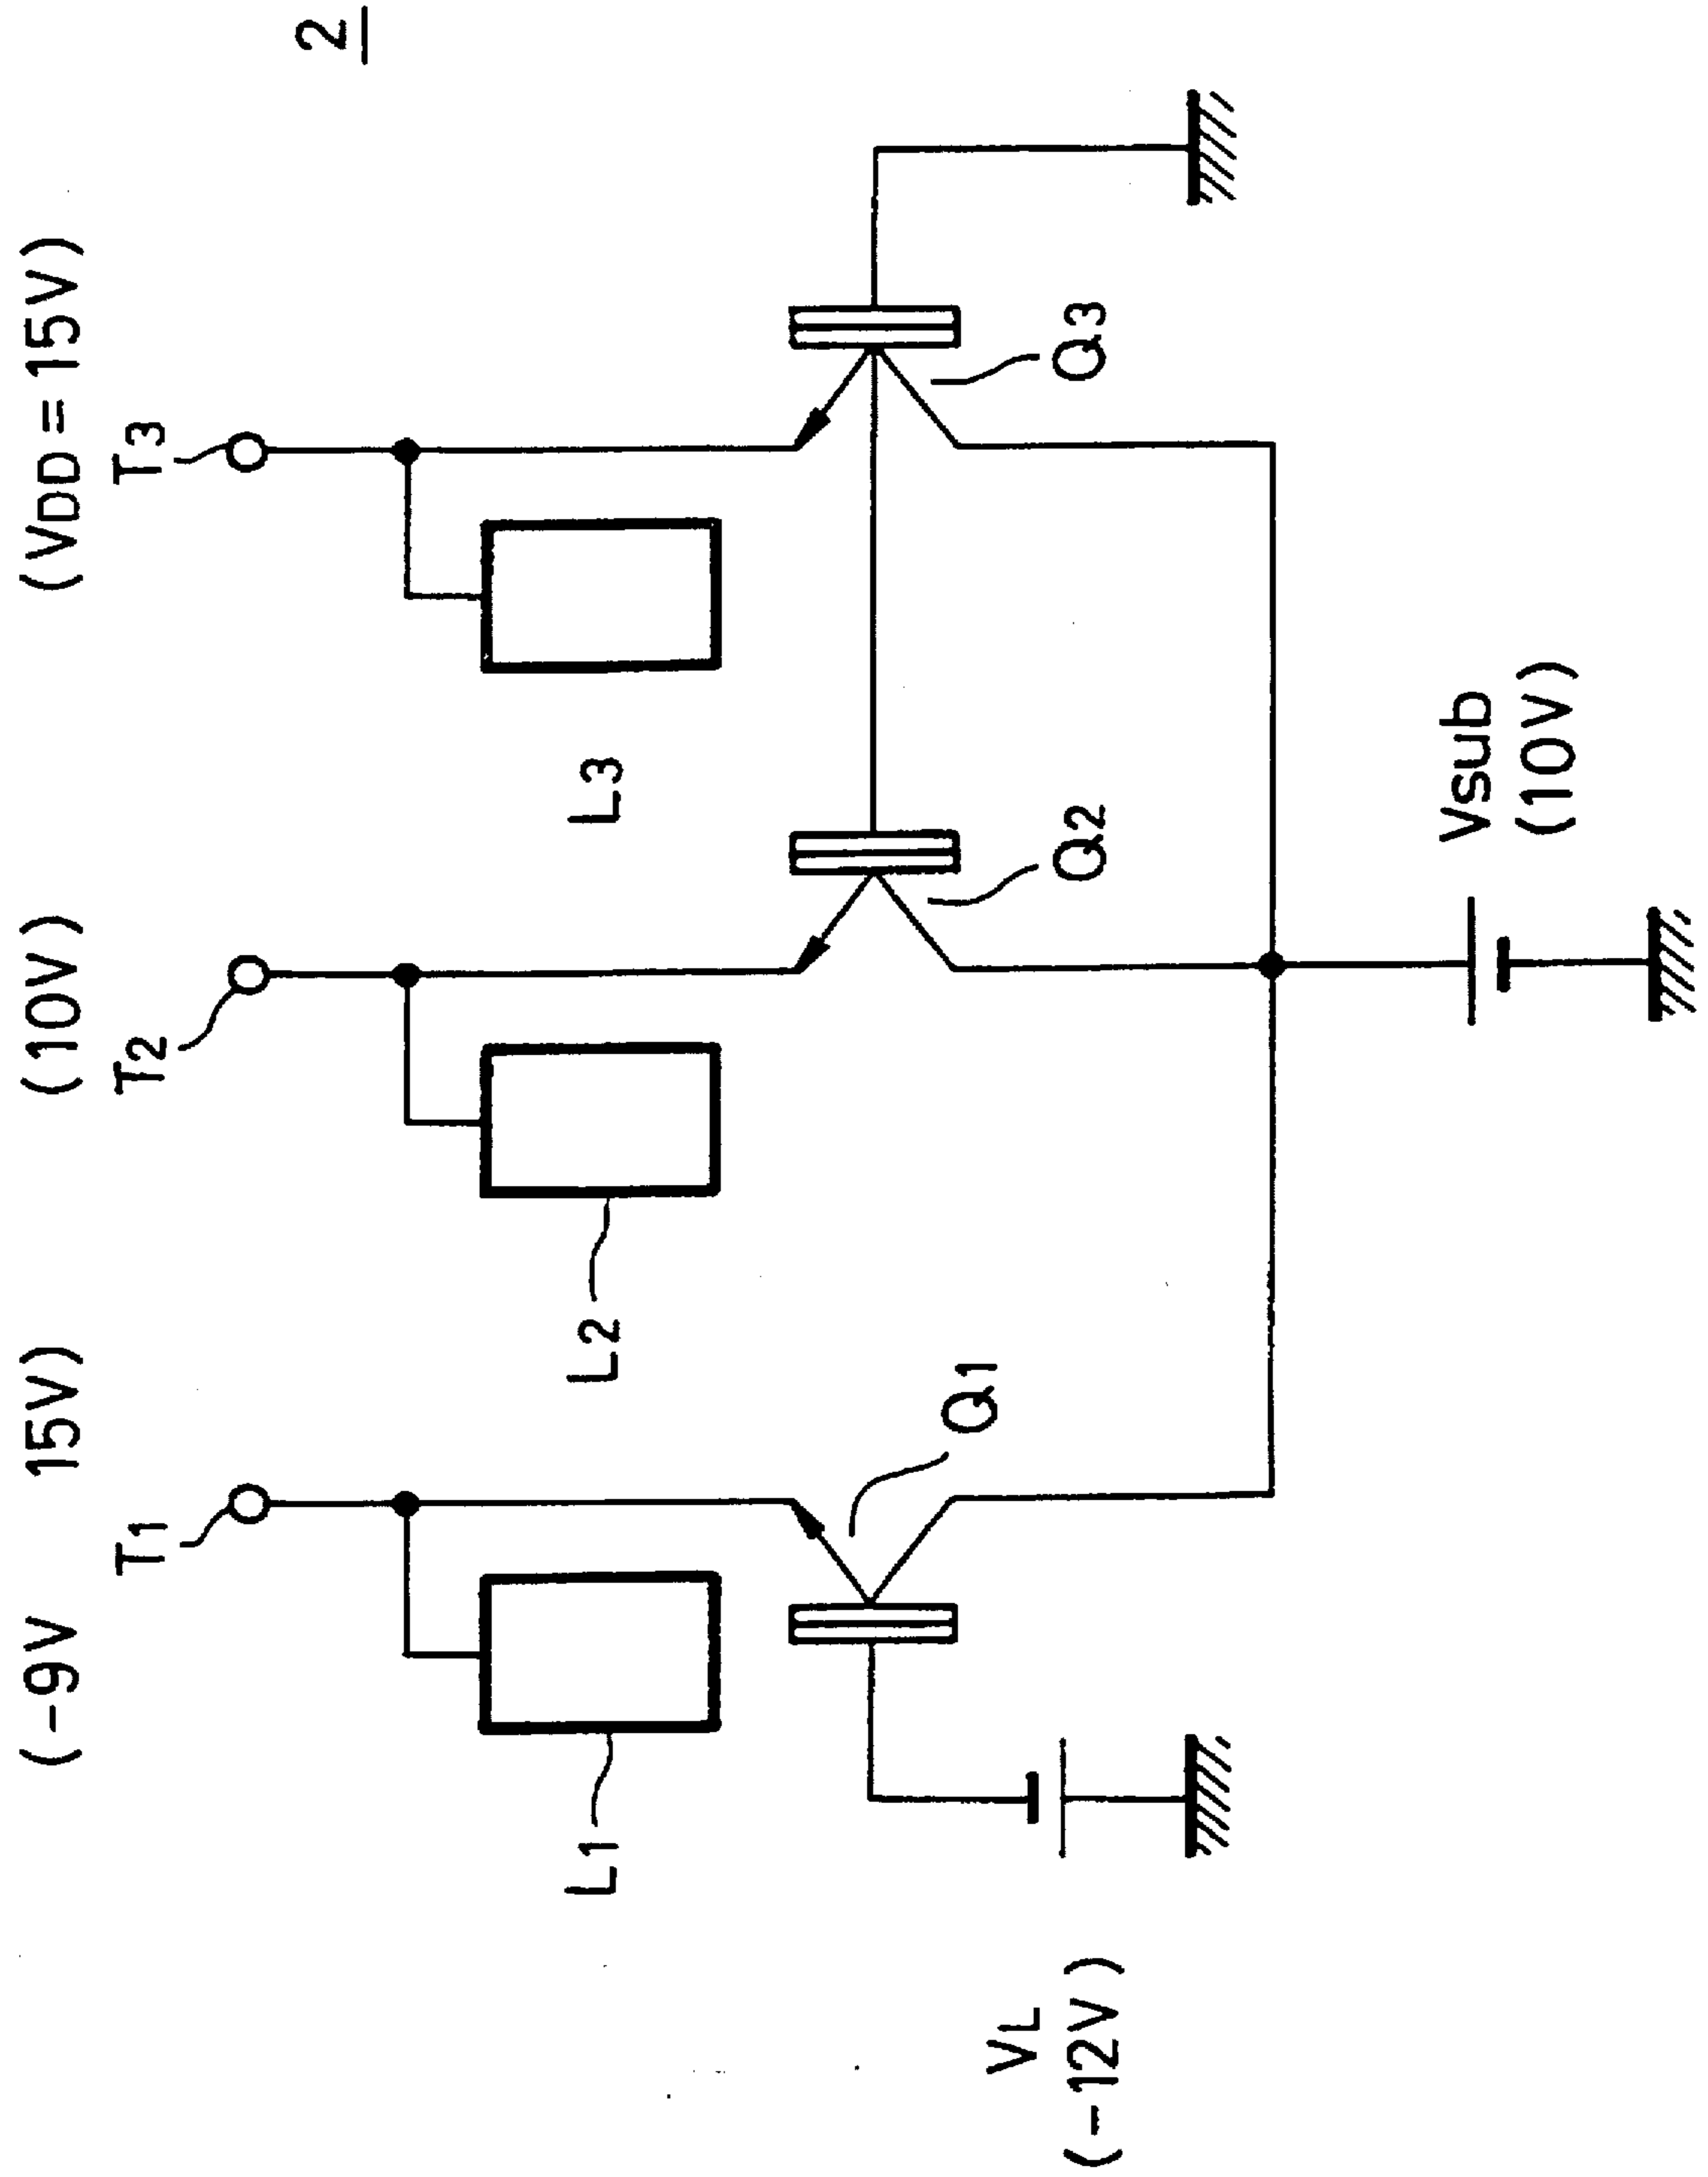 2
(-9V 15V)
(10V)
(VDD = 15V)
T1
T2
T3
L1
L2
L3
Q1
Q2
Q3
VL
(-12V)
Vsub
(10V)